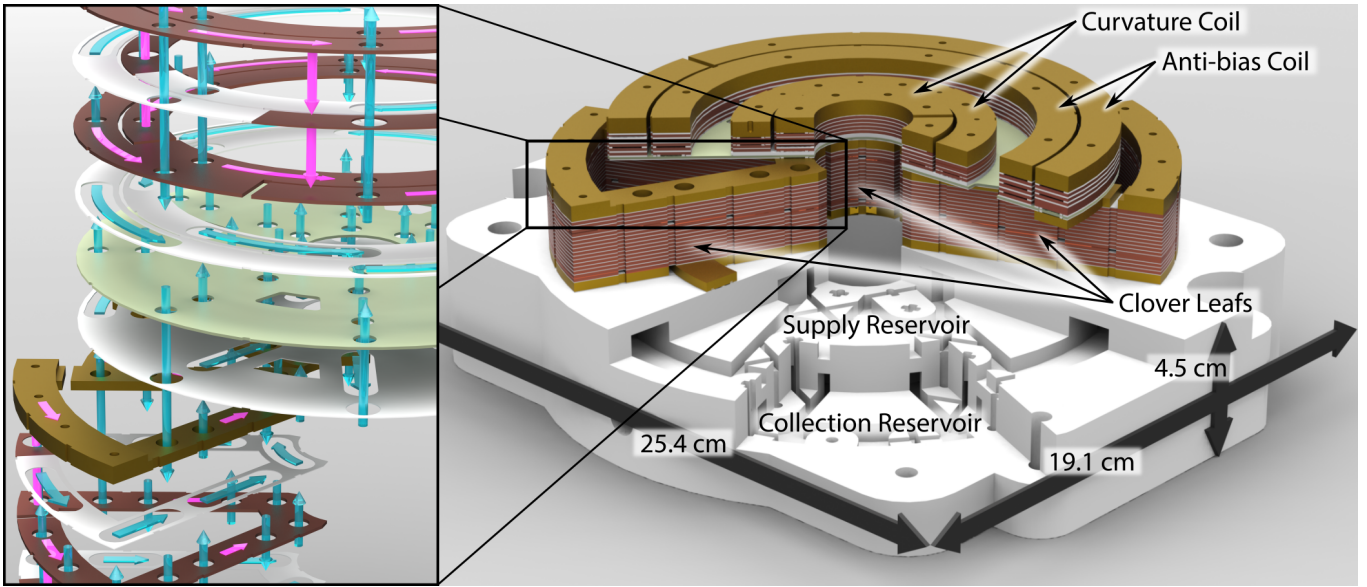 Curvature Coil
Anti-bias Coil
Clover Leafs
Supply Reservoir
4.5 cm
Collection Reservoir
25.4 cm
19.1 cm